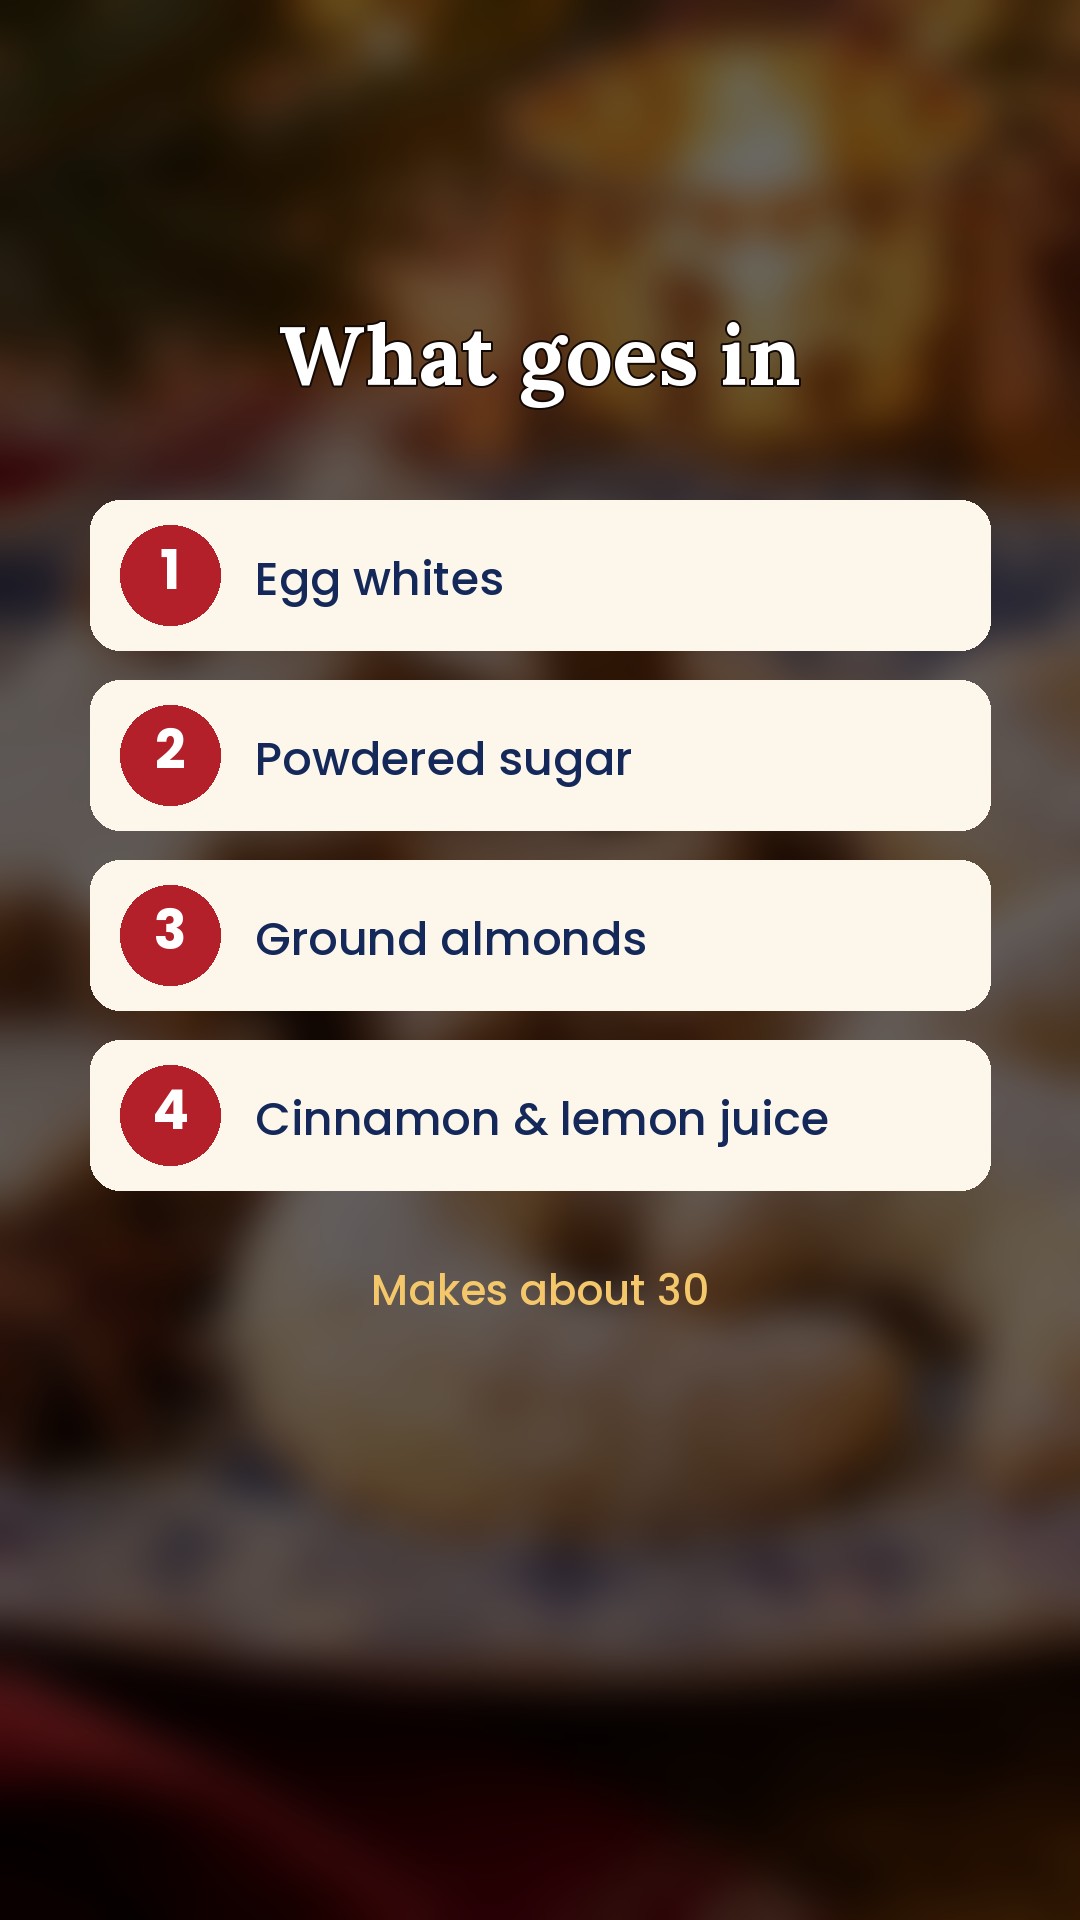 What goes in
1 Egg whites
2 Powdered sugar
3 Ground almonds
4 Cinnamon & lemon juice
Makes about 30